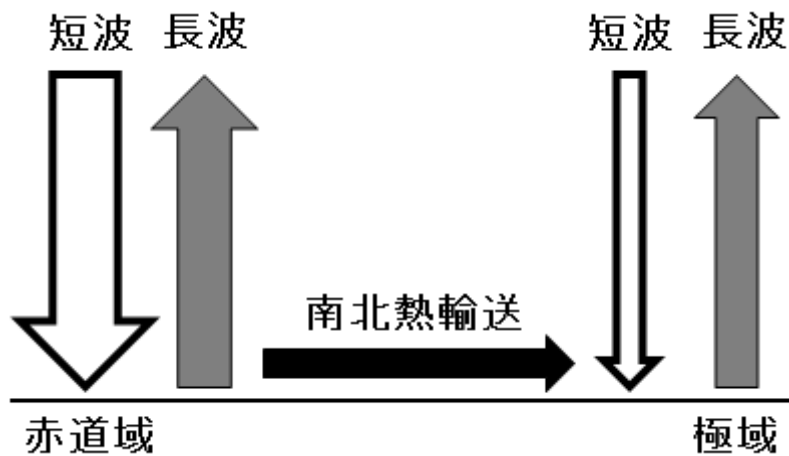 短波 長波
短波 長波
南北熱輸送
赤道域
極域